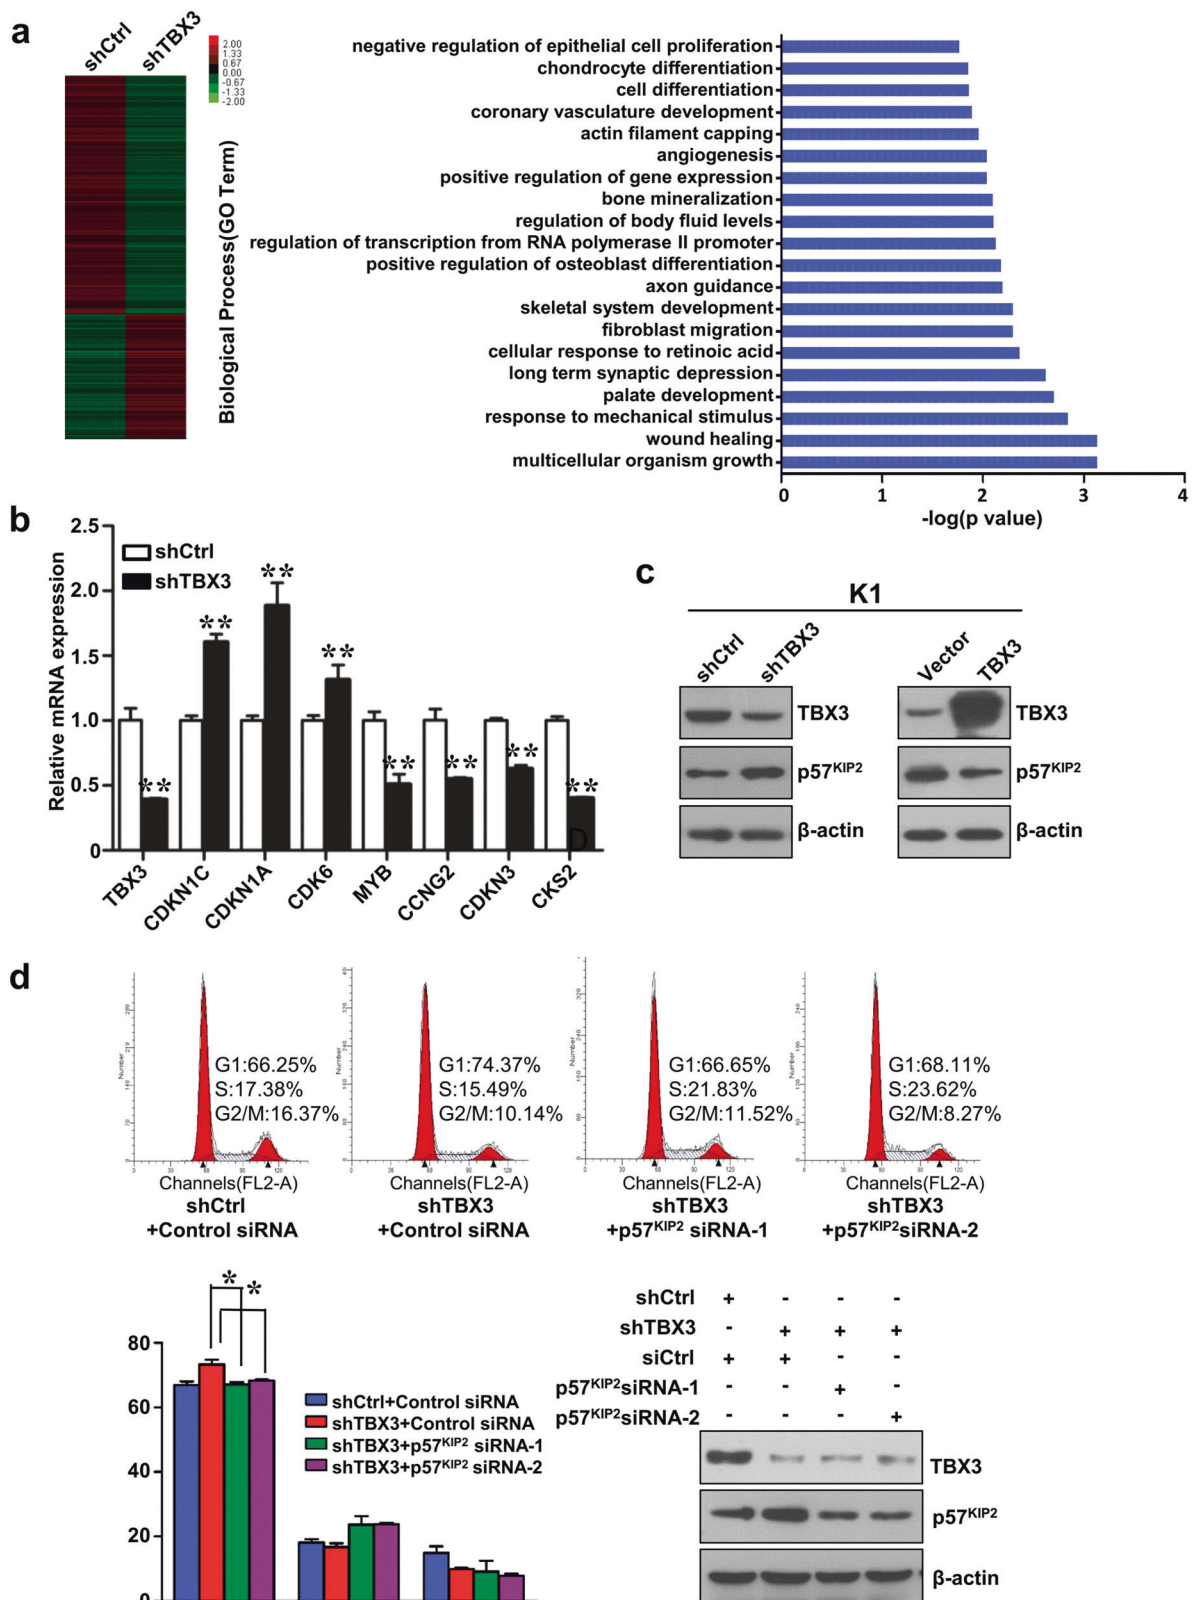 a
shCtrl
shTBX3
2.00
1.33
0.67
0.00
-0.67
-1.33
-2.00
Biological Process(GO Term)
negative regulation of epithelial cell proliferation
chondrocyte differentiation
cell differentiation
coronary vasculature development
actin filament capping
angiogenesis
positive regulation of gene expression
bone mineralization
regulation of body fluid levels
regulation of transcription from RNA polymerase II promoter
positive regulation of osteoblast differentiation
axon guidance
skeletal system development
fibroblast migration
cellular response to retinoic acid
long term synaptic depression
palate development
response to mechanical stimulus
wound healing
multicellular organism growth
0 1 2 3 4
-log(p value)
b
Relative mRNA expression
2.5
2.0
1.5
1.0
0.5
0
shCtrl
shTBX3
** ** ** ** ** ** ** **
D
TBX3 CDKN1C CDKN1A CDK6 MYB CCNG2 CDKN3 CKS2
c
K1
shCtrl shTBX3 Vector TBX3
TBX3 TBX3
p57KIP2 p57KIP2
β-actin β-actin
d
Number Number Number Number
G1:66.25%
S:17.38%
G2/M:16.37%
Channels(FL2-A)
shCtrl
+Control siRNA
G1:74.37%
S:15.49%
G2/M:10.14%
Channels(FL2-A)
shTBX3
+Control siRNA
G1:66.65%
S:21.83%
G2/M:11.52%
Channels(FL2-A)
shTBX3
+p57KIP2 siRNA-1
G1:68.11%
S:23.62%
G2/M:8.27%
Channels(FL2-A)
shTBX3
+p57KIP2siRNA-2
80
60
40
20
* *
shCtrl+Control siRNA
shTBX3+Control siRNA
shTBX3+p57KIP2 siRNA-1
shTBX3+p57KIP2 siRNA-2
shCtrl + - - -
shTBX3 - + + +
siCtrl + + - -
p57KIP2siRNA-1 - - + -
p57KIP2siRNA-2 - - - +
TBX3
p57KIP2
β-actin